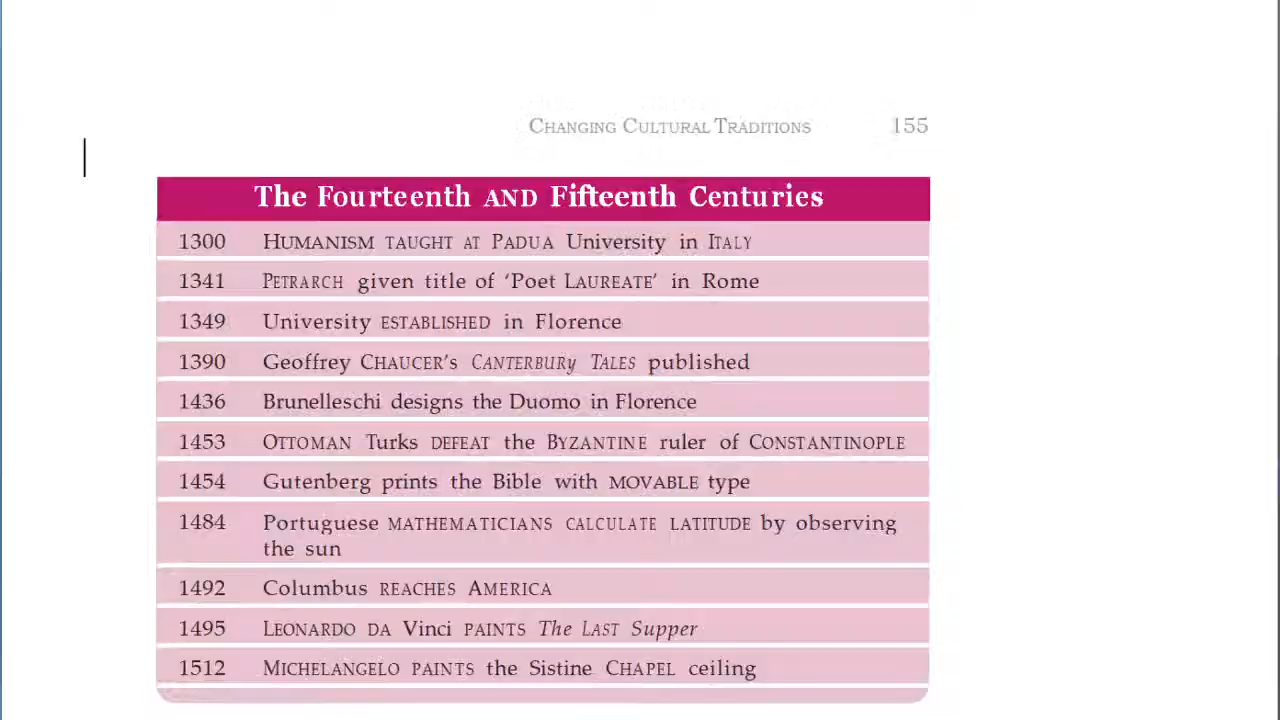 CHANGING CULTURAL TRADITIONS 155
The Fourteenth AND Fifteenth Centuries
1300 HUMANISM TAUGHT AT PADUA University in ITALY
1341 PETRARCH given title of ‘Poet LAUREATE’ in Rome
1349 University ESTABLISHED in Florence
1390 Geoffrey CHAUCER’s CANTERBURy TALES published
1436 Brunelleschi designs the Duomo in Florence
1453 OTTOMAN Turks DEFEAT the BYZANTINE ruler of CONSTANTINOPLE
1454 Gutenberg prints the Bible with MOVABLE type
1484 Portuguese MATHEMATICIANS CALCULATE LATITUDE by observing
the sun
1492 Columbus REACHES AMERICA
1495 LEONARDO DA Vinci PAINTS The LAST Supper
1512 MICHELANGELO PAINTS the Sistine CHAPEL ceiling